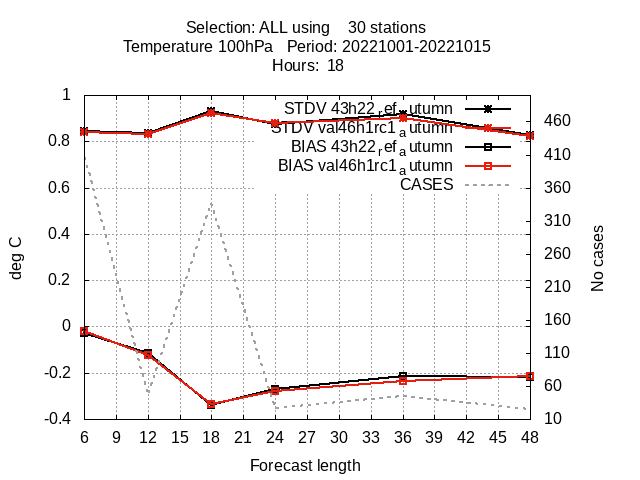 Selection: ALL using 30 stations
Temperature 100hPa Period: 20221001-20221015
Hours: 18
STDV 43h22_ref_autumn
STDV val46h1rc1_autumn
BIAS 43h22_ref_autumn
BIAS val46h1rc1_autumn
CASES
1
0.8
0.6
0.4
0.2
0
-0.2
-0.4
deg C
460
410
360
310
260
210
160
110
60
10
No cases
6 9 12 15 18 21 24 27 30 33 36 39 42 45 48
Forecast length